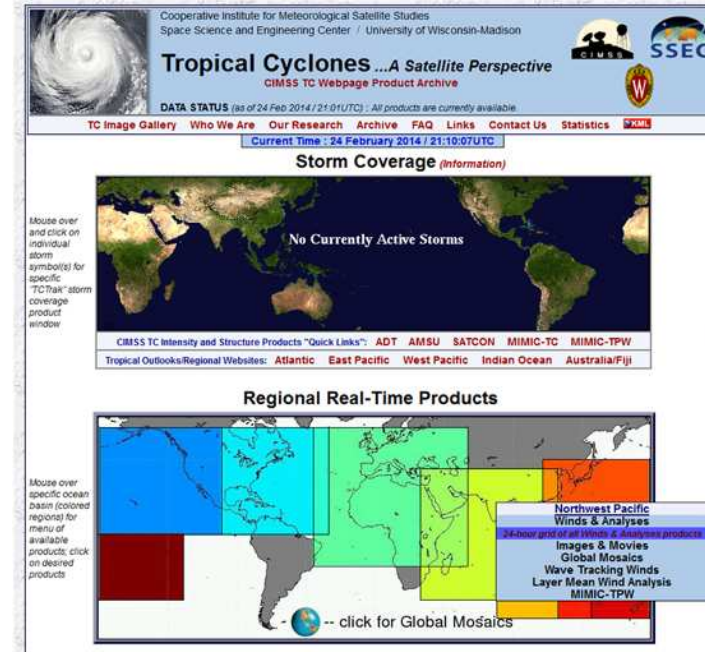 Cooperative Institute for Meteorological Satellite Studies
Space Science and Engineering Center / University of Wisconsin-Madison
Tropical Cyclones ...A Satellite Perspective
CIMSS TC Webpage Product Archive
DATA STATUS (as of 24 Feb 2014 / 21:01UTC) : All products are currently available.
CIMSS
SSEC
W
TC Image Gallery Who We Are Our Research Archive FAQ Links Contact Us Statistics KML
Current Time : 24 February 2014 / 21:10:07UTC
Storm Coverage (Information)
Mouse over
and click on
individual
storm
symbol(s) for
specific
"TCTrak" storm
coverage
product
window
No Currently Active Storms
CIMSS TC Intensity and Structure Products "Quick Links": ADT AMSU SATCON MIMIC-TC MIMIC-TPW
Tropical Outlooks/Regional Websites: Atlantic East Pacific West Pacific Indian Ocean Australia/Fiji
Regional Real-Time Products
Mouse over
specific ocean
basin (colored
regions) for
menu of
available
products; click
on desired
products
Northwest Pacific
Winds & Analyses
24-hour grid of all Winds & Analyses products
Images & Movies
Global Mosaics
Wave Tracking Winds
Layer Mean Wind Analysis
MIMIC-TPW
-- click for Global Mosaics